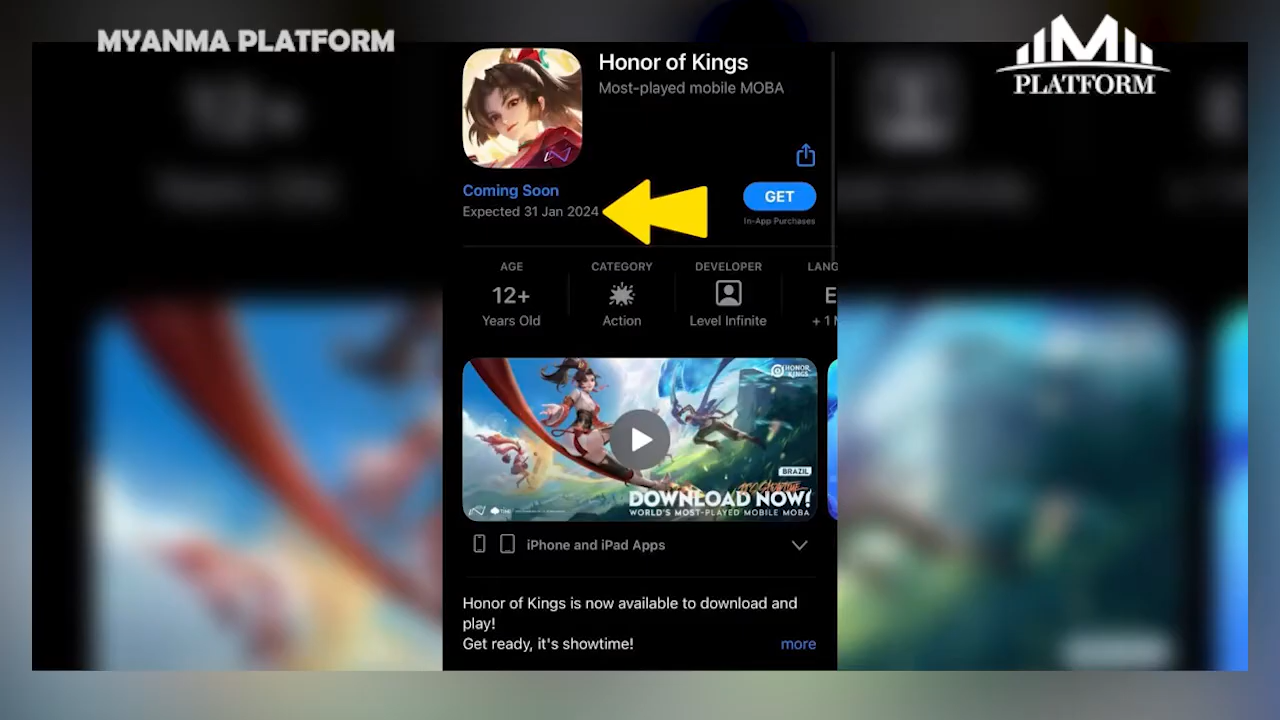 MYANMA PLATFORM
M
PLATFORM
Honor of Kings
Most-played mobile MOBA
Coming Soon
Expected 31 Jan 2024
GET
In-App Purchases
AGE
CATEGORY
DEVELOPER
LANG
12+
E
Years Old
Action
Level Infinite
+ 1
HONOR
KINGS
BRAZIL
DOWNLOAD NOW!
WORLD'S MOST-PLAYED MOBILE MOBA
iPhone and iPad Apps
Honor of Kings is now available to download and
play!
Get ready, it's showtime!
more